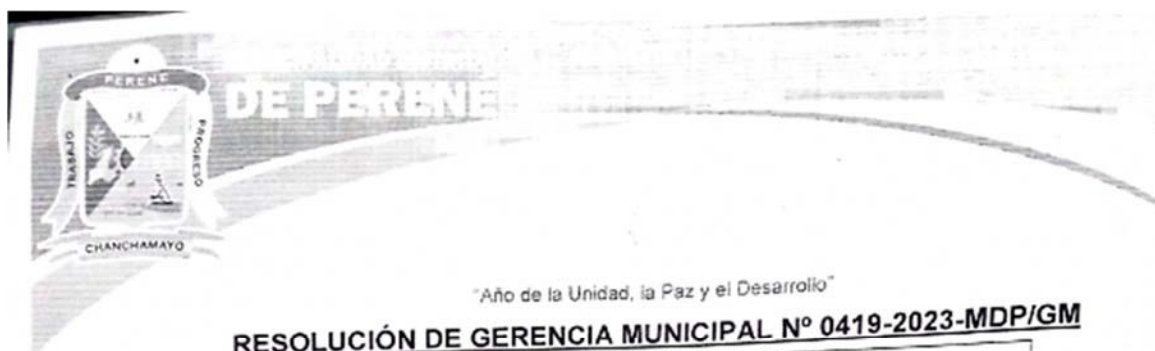 DE PERENE
PERENE
TRABAJO
PROGRESO
CHANCHAMAYO
"Año de la Unidad, la Paz y el Desarrollo"
RESOLUCIÓN DE GERENCIA MUNICIPAL Nº 0419-2023-MDP/GM